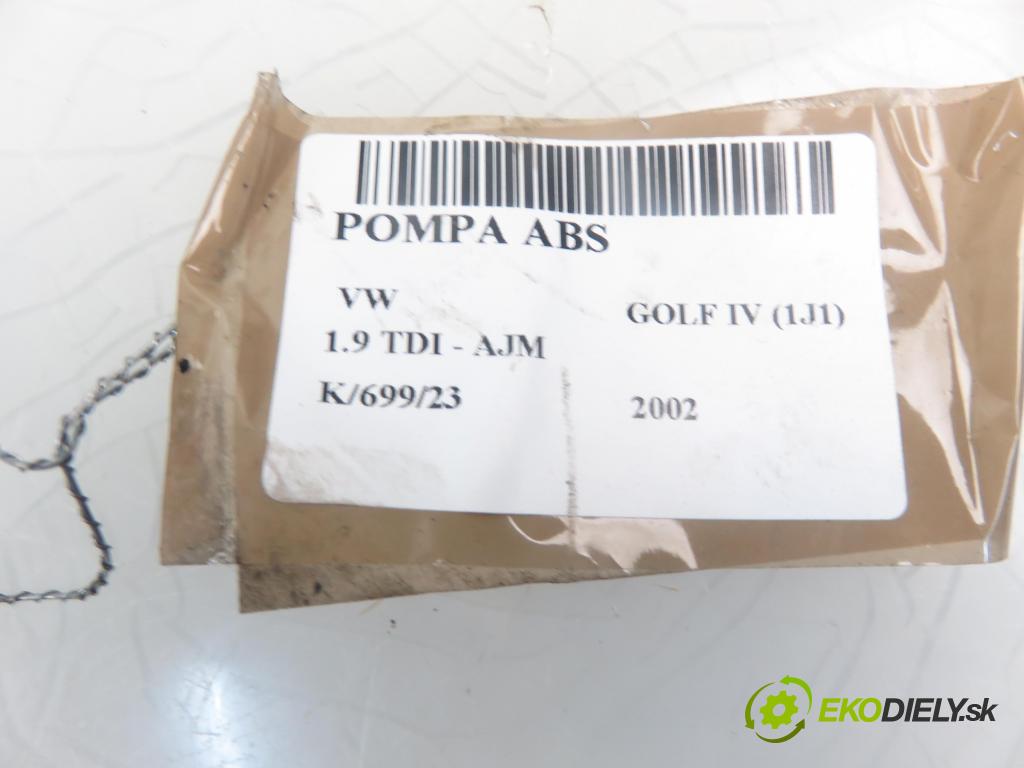 POMPA ABS
VW GOLF IV (1J1)
1.9 TDI - AJM
K/699/23 2002
EKODIELY.sk